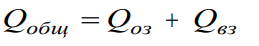 Qобщ = Qоз + Qвз